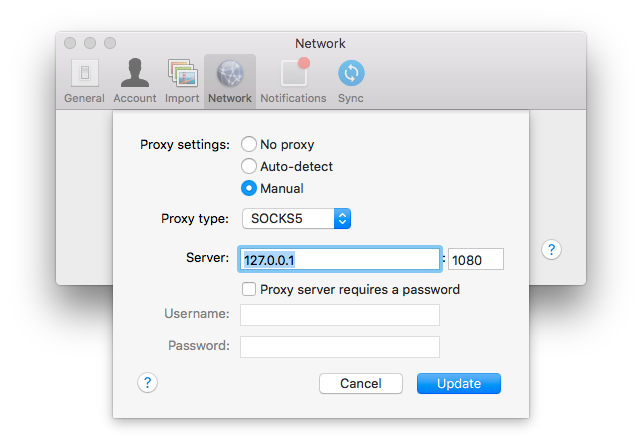 Network
General Account Import Network Notifications Sync
Proxy settings: No proxy
Auto-detect
Manual
Proxy type: SOCKS5
Server: 127.0.0.1 : 1080
?
Proxy server requires a password
Username:
Password:
? Cancel Update